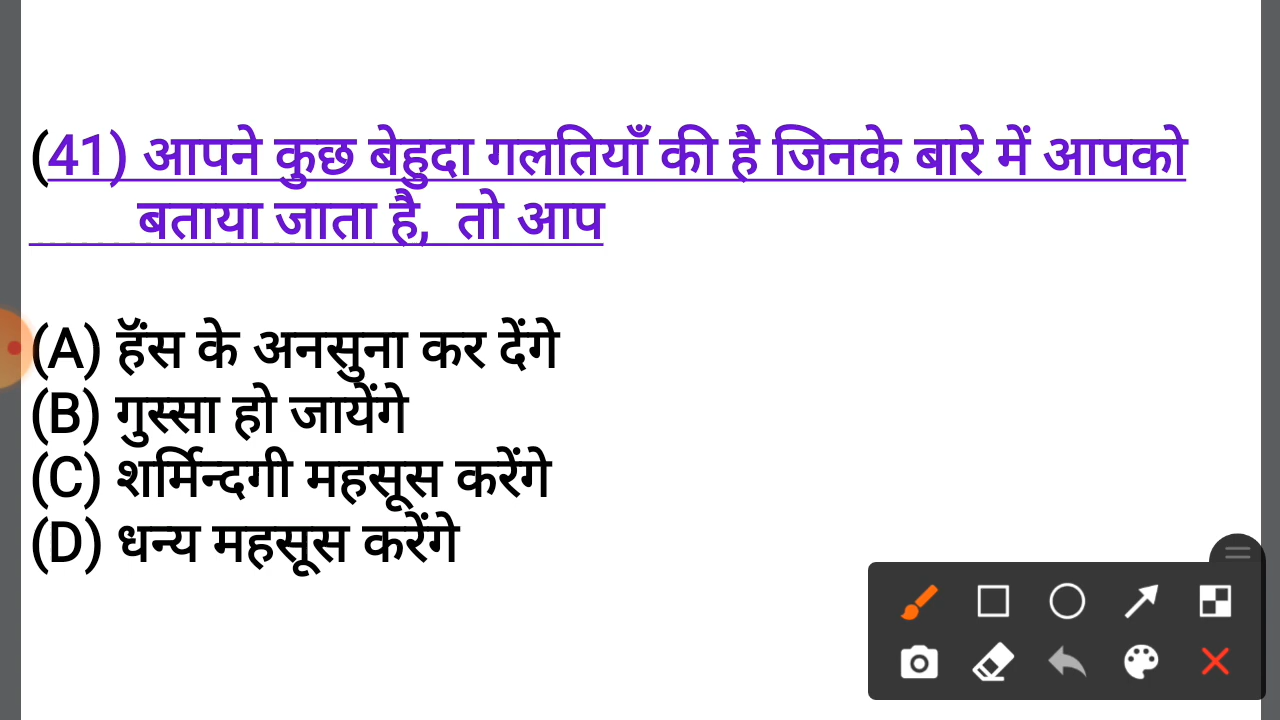 (41) आपने कुछ बेहुदा गलतियाँ की है जिनके बारे में आपको
बताया जाता है, तो आप
(A) हँस के अनसुना कर देंगे
(B) गुस्सा हो जायेंगे
(C) शर्मिन्दगी महसूस करेंगे
(D) धन्य महसूस करेंगे